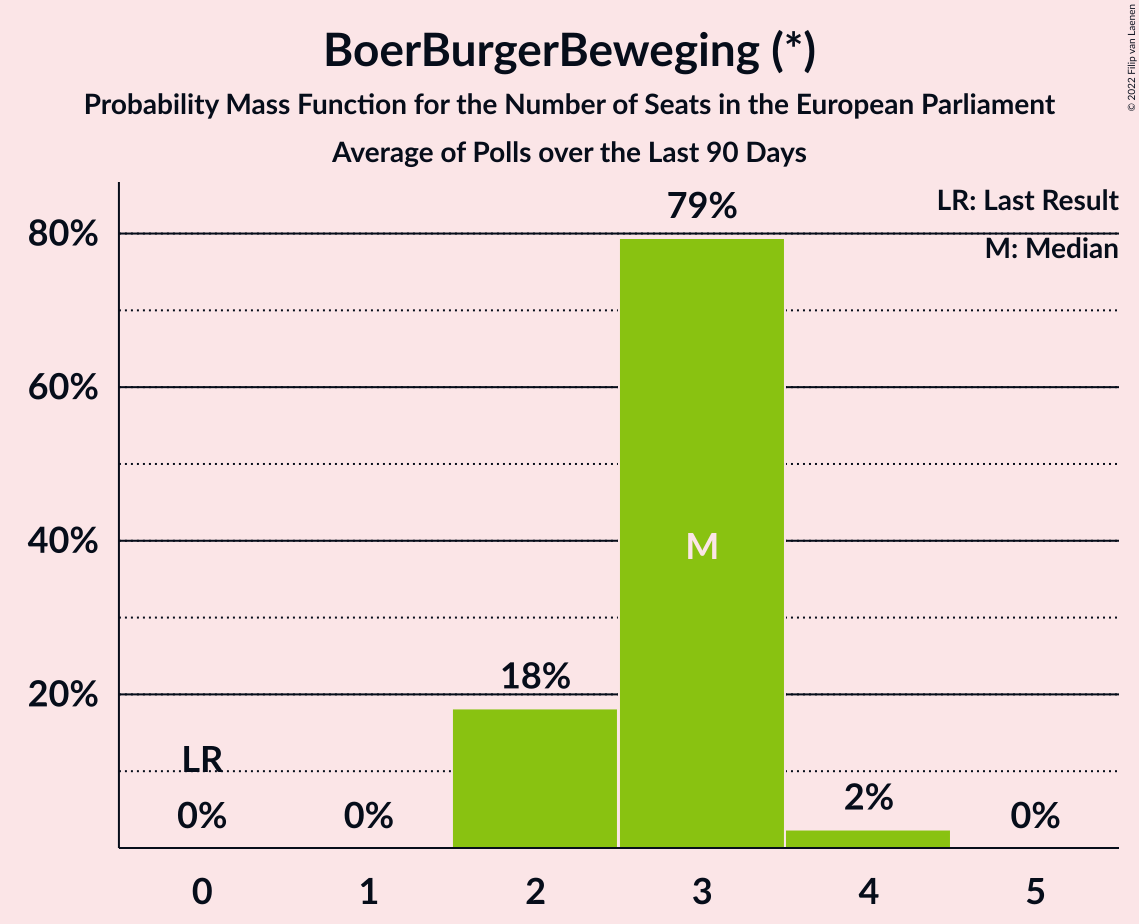 BoerBurgerBeweging (*)
Probability Mass Function for the Number of Seats in the European Parliament
Average of Polls over the Last 90 Days
© 2022 Filip van Laenen
LR: Last Result
M: Median
79%
80%
60%
40%
M
18%
20%
LR
2%
0%
0%
0%
0
1
2
3
4
5